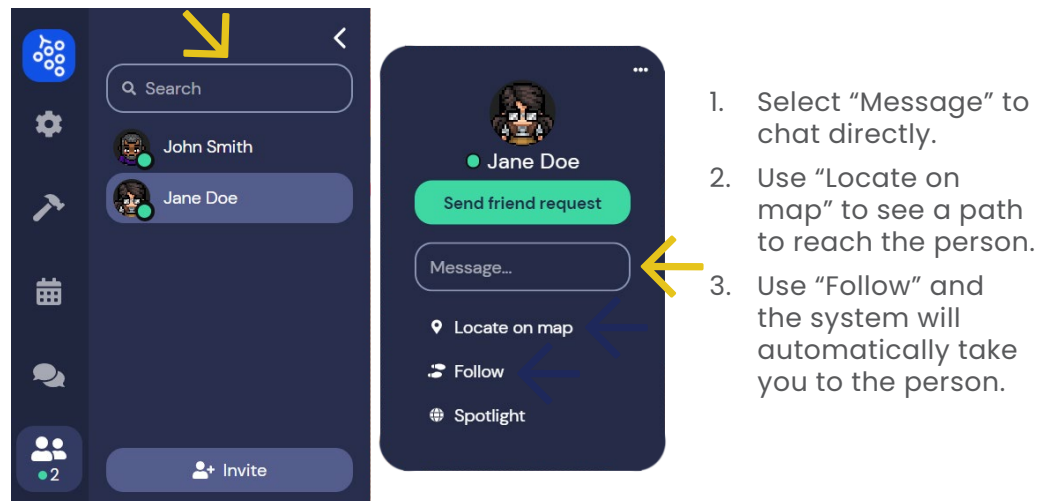 Search
John Smith
Jane Doe
2
Invite
Jane Doe
Send friend request
Message...
Locate on map
Follow
Spotlight
1. Select “Message” to
chat directly.
2. Use “Locate on
map” to see a path
to reach the person.
3. Use “Follow” and
the system will
automatically take
you to the person.